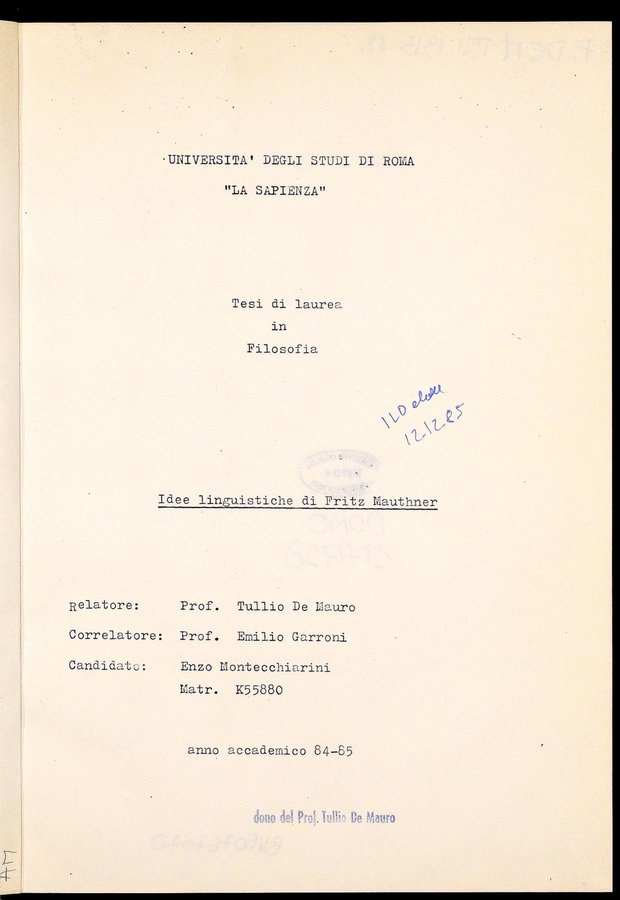 UNIVERSITA' DEGLI STUDI DI ROMA
"LA SAPIENZA"
Tesi di laurea
in
Filosofia
110
12.12.85
Idee linguistiche di Fritz Mauthner
Relatore: Prof. Tullio De Mauro
Correlatore: Prof. Emilio Garroni
Candidato: Enzo Montecchiarini
Matr. K55880
anno accademico 84-85
dono del Prof. Tullio De Mauro